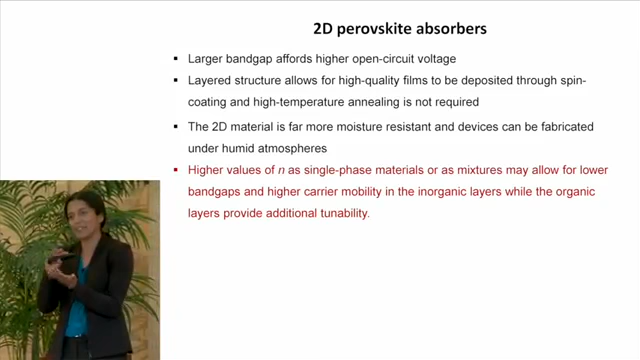 2D perovskite absorbers
▪ Larger bandgap affords higher open-circuit voltage
▪ Layered structure allows for high-quality films to be deposited through spin-
coating and high-temperature annealing is not required
▪ The 2D material is far more moisture resistant and devices can be fabricated
under humid atmospheres
▪ Higher values of n as single-phase materials or as mixtures may allow for lower
bandgaps and higher carrier mobility in the inorganic layers while the organic
layers provide additional tunability.